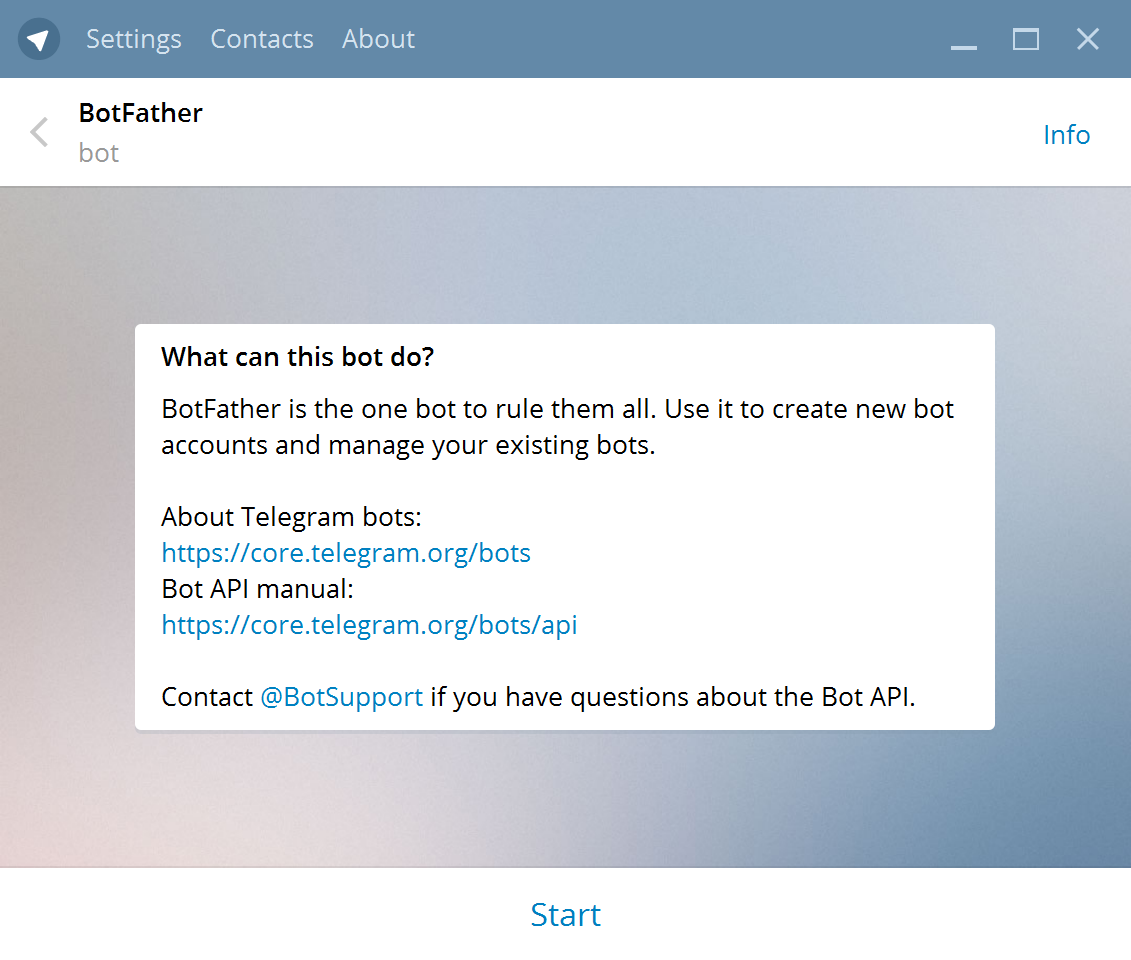 Settings Contacts About
BotFather
bot
Info
What can this bot do?
BotFather is the one bot to rule them all. Use it to create new bot
accounts and manage your existing bots.
About Telegram bots:
https://core.telegram.org/bots
Bot API manual:
https://core.telegram.org/bots/api
Contact @BotSupport if you have questions about the Bot API.
Start